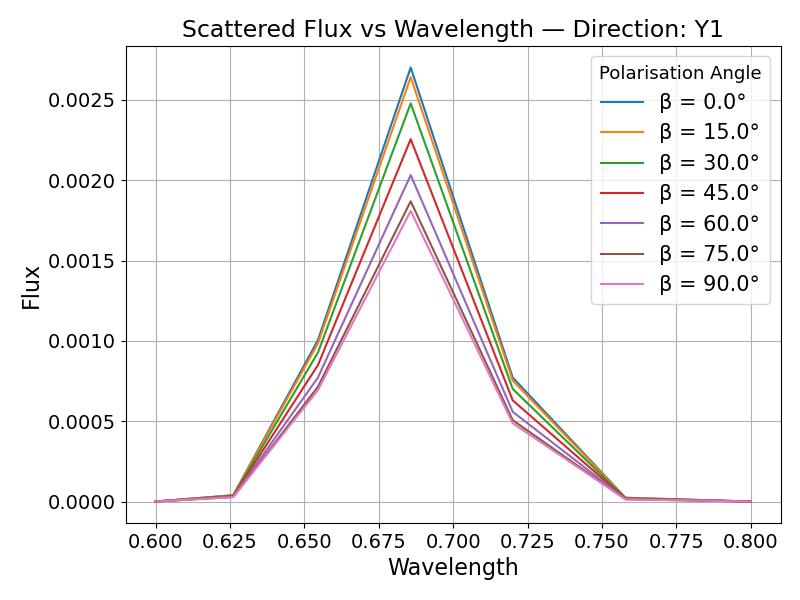 Scattered Flux vs Wavelength — Direction: Y1
Polarisation Angle
β = 0.0°
β = 15.0°
β = 30.0°
β = 45.0°
β = 60.0°
β = 75.0°
β = 90.0°
Flux
0.0025
0.0020
0.0015
0.0010
0.0005
0.0000
0.600 0.625 0.650 0.675 0.700 0.725 0.750 0.775 0.800
Wavelength